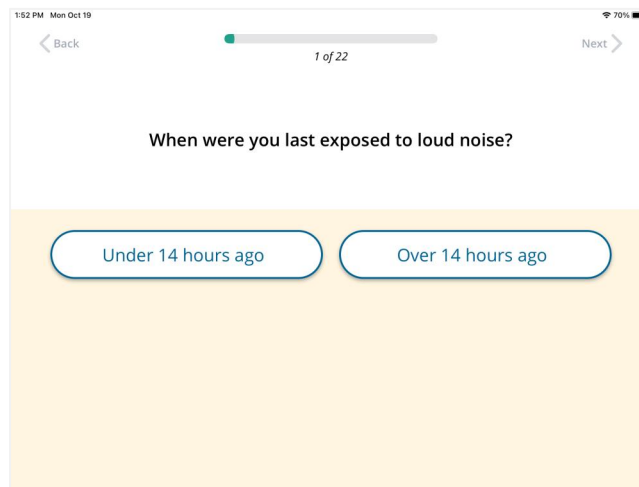 1:52 PM Mon Oct 19 70%
Back Next
1 of 22
When were you last exposed to loud noise?
Under 14 hours ago Over 14 hours ago